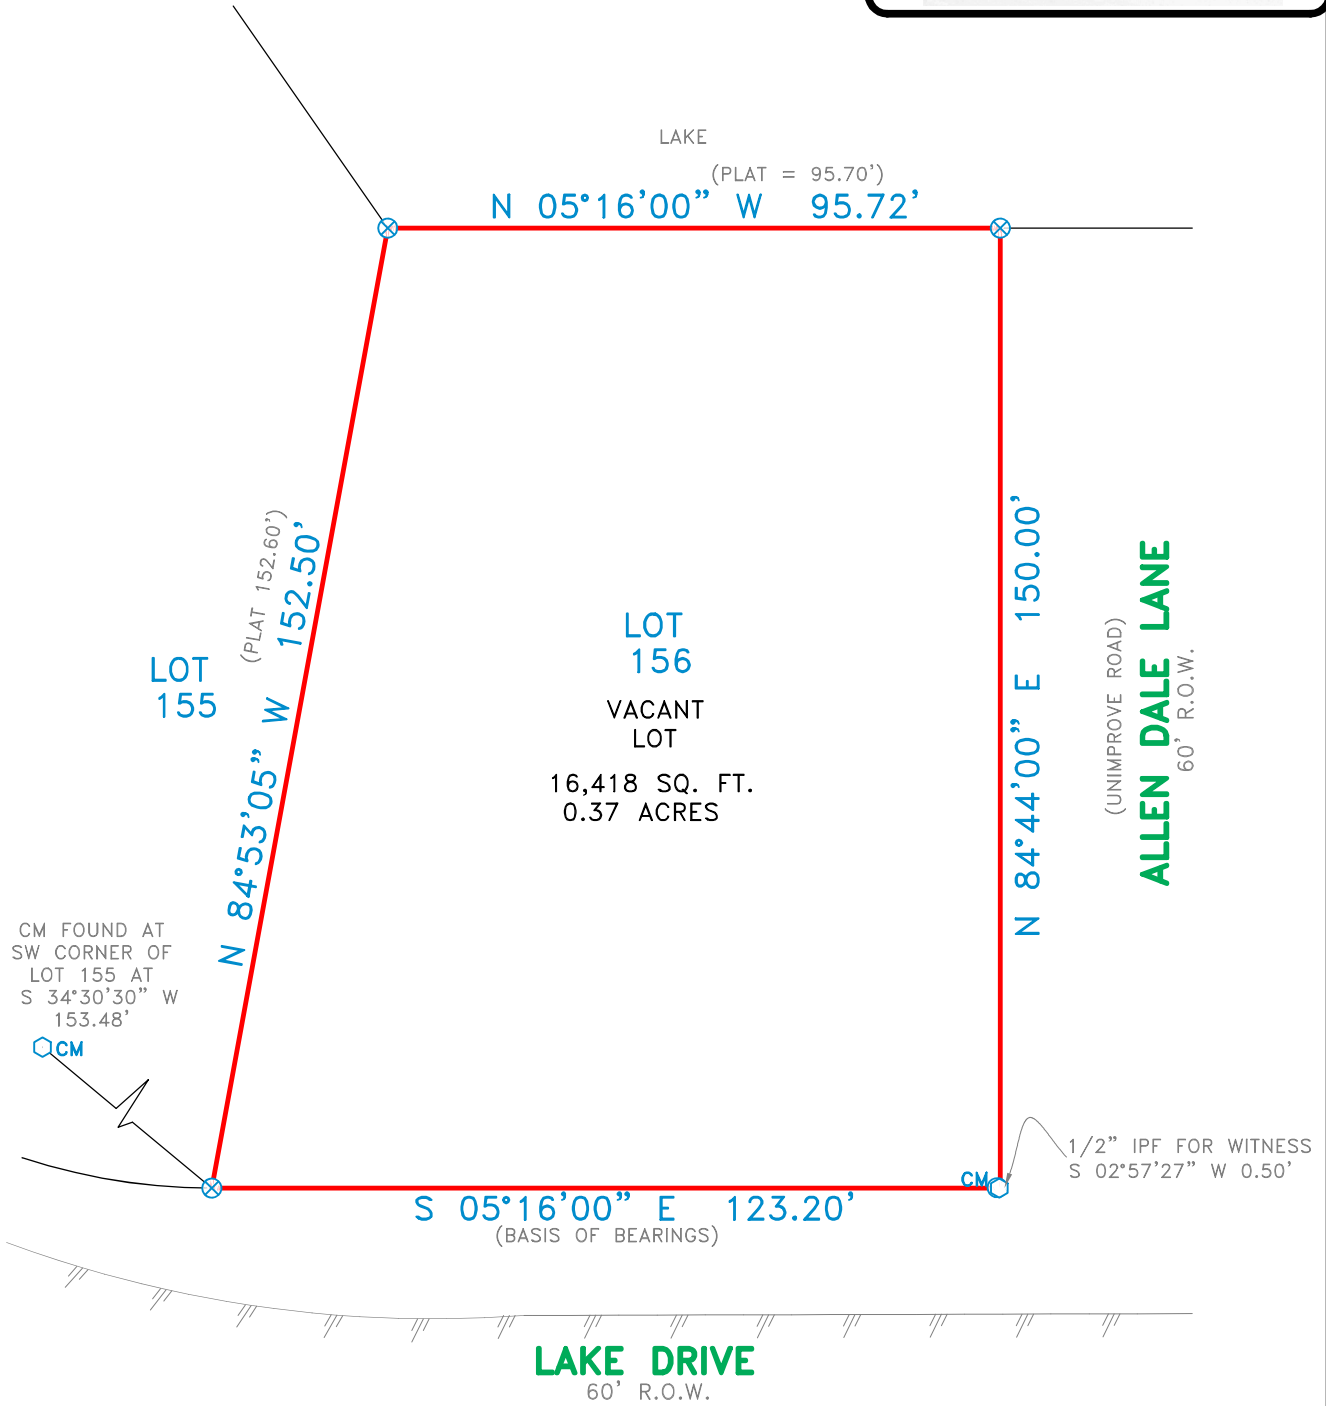 LAKE
(PLAT = 95.70')
N 05°16'00" W 95.72'
(PLAT 152.60')
152.50'
N 84°53'05" W
LOT
155
LOT
156
VACANT
LOT
16,418 SQ. FT.
0.37 ACRES
N 84°44'00" E 150.00'
(UNIMPROVE ROAD)
ALLEN DALE LANE
60' R.O.W.
CM FOUND AT
SW CORNER OF
LOT 155 AT
S 34°30'30" W
153.48'
CM
1/2" IPF FOR WITNESS
S 02°57'27" W 0.50'
CM
S 05°16'00" E 123.20'
(BASIS OF BEARINGS)
LAKE DRIVE
60' R.O.W.